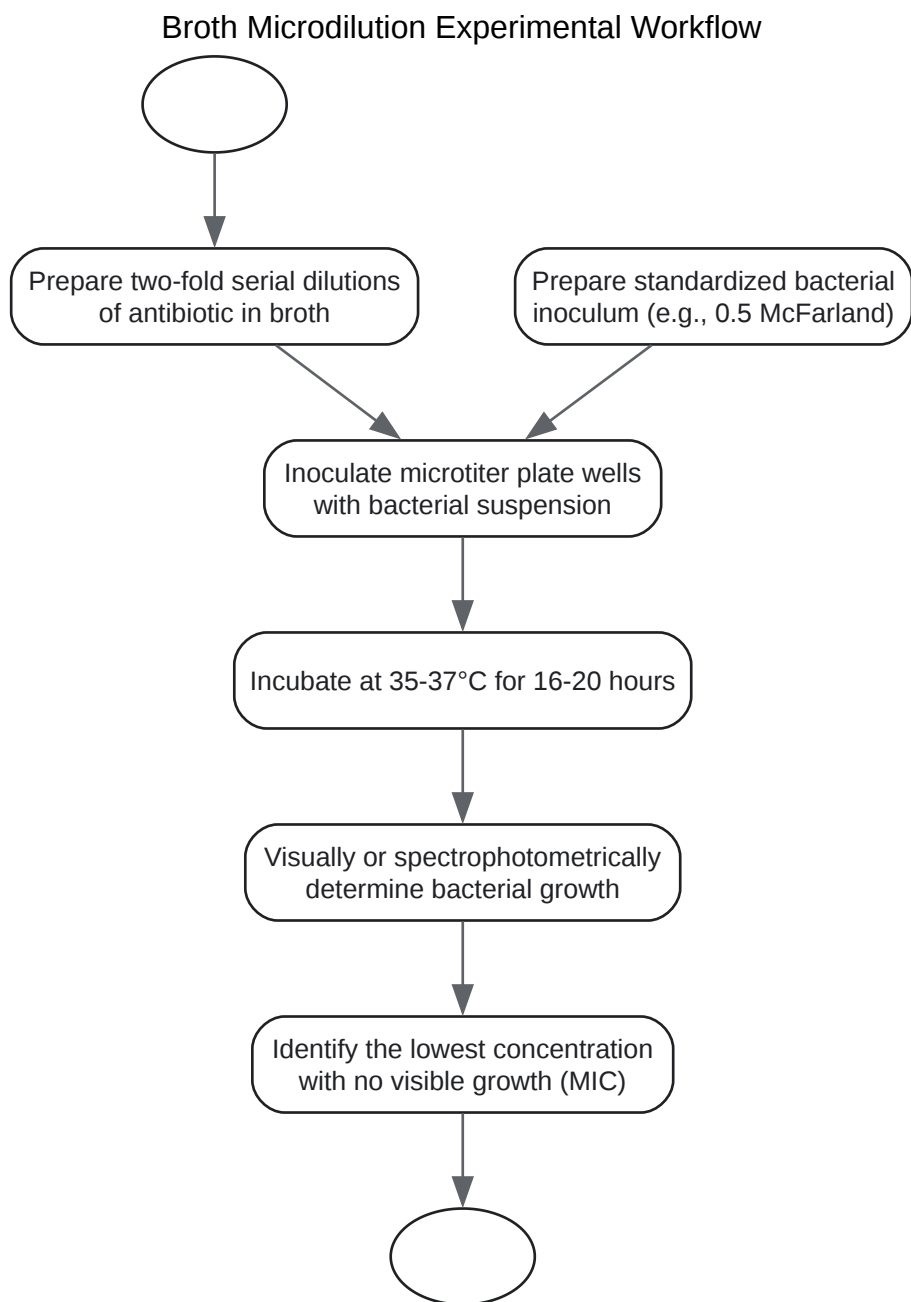 Broth Microdilution Experimental Workflow
Prepare two-fold serial dilutions
of antibiotic in broth
Prepare standardized bacterial
inoculum (e.g., 0.5 McFarland)
Inoculate microtiter plate wells
with bacterial suspension
Incubate at 35-37°C for 16-20 hours
Visually or spectrophotometrically
determine bacterial growth
Identify the lowest concentration
with no visible growth (MIC)